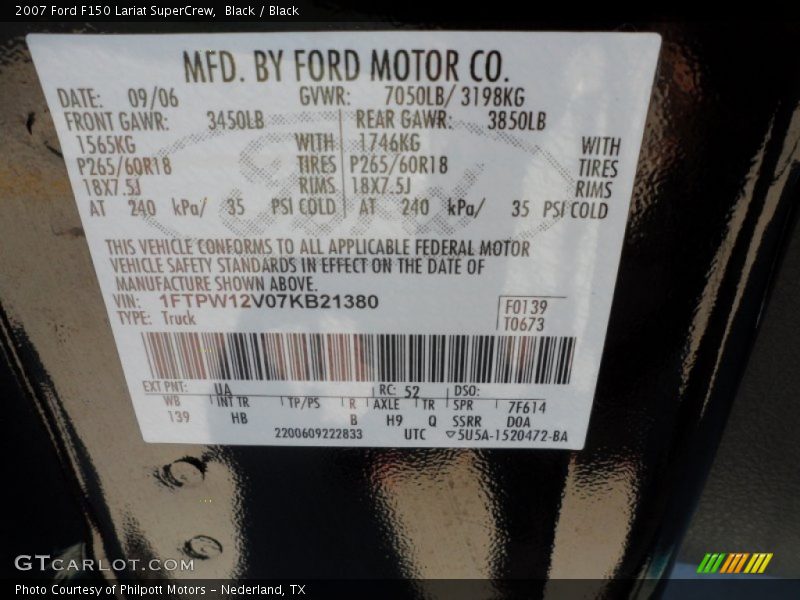 2007 Ford F150 Lariat SuperCrew,  Black / Black
MFD. BY FORD MOTOR CO.
DATE: 09/06 GVWR: 7050LB/ 3198KG
FRONT GAWR: 3450LB REAR GAWR: 3850LB
1565KG WITH 1746KG WITH
P265/60R18 TIRES P265/60R18 TIRES
18X7.5J RIMS 18X7.5J RIMS
AT 240 kPa/ 35 PSI COLD AT 240 kPa/ 35 PSI COLD
THIS VEHICLE CONFORMS TO ALL APPLICABLE FEDERAL MOTOR
VEHICLE SAFETY STANDARDS IN EFFECT ON THE DATE OF
MANUFACTURE SHOWN ABOVE.
VIN: 1FTPW12V07KB21380 F0139
TYPE: Truck T0673
EXT PNT: UA RC: 52 DSO:
WB INT TR TP/PS R AXLE TR SPR 7F614
139 HB B H9 Q SSRR D0A
2200609222833 UTC ▽5U5A-1520472-BA
GTCARLOT.COM
Photo Courtesy of Philpott Motors - Nederland, TX